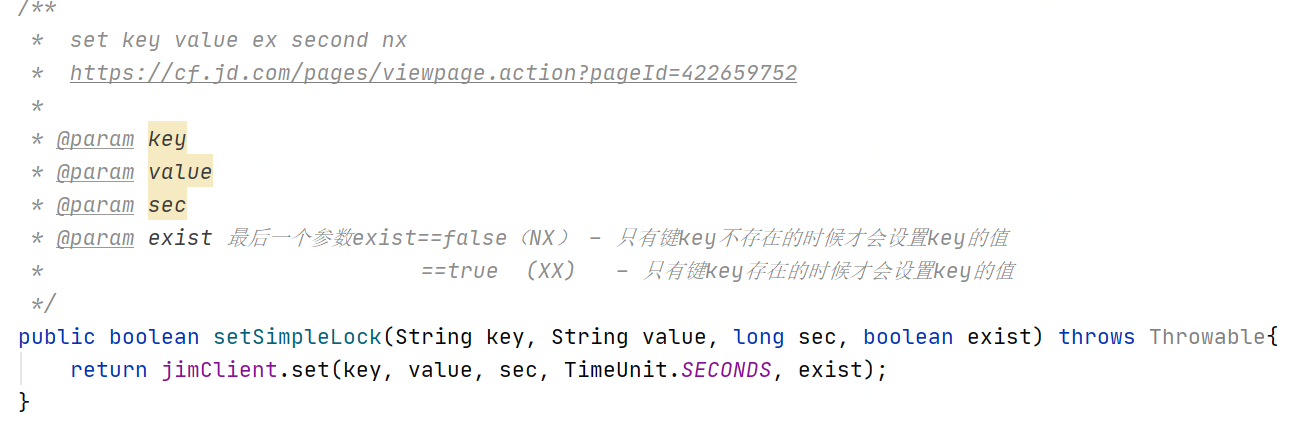 /**
 *  set key value ex second nx
 *  https://cf.jd.com/pages/viewpage.action?pageId=422659752
 *
 * @param key
 * @param value
 * @param sec
 * @param exist 最后一个参数exist==false（NX） – 只有键key不存在的时候才会设置key的值
 *                             ==true  (XX)   – 只有键key存在的时候才会设置key的值
 */
public boolean setSimpleLock(String key, String value, long sec, boolean exist) throws Throwable{
    return jimClient.set(key, value, sec, TimeUnit.SECONDS, exist);
}